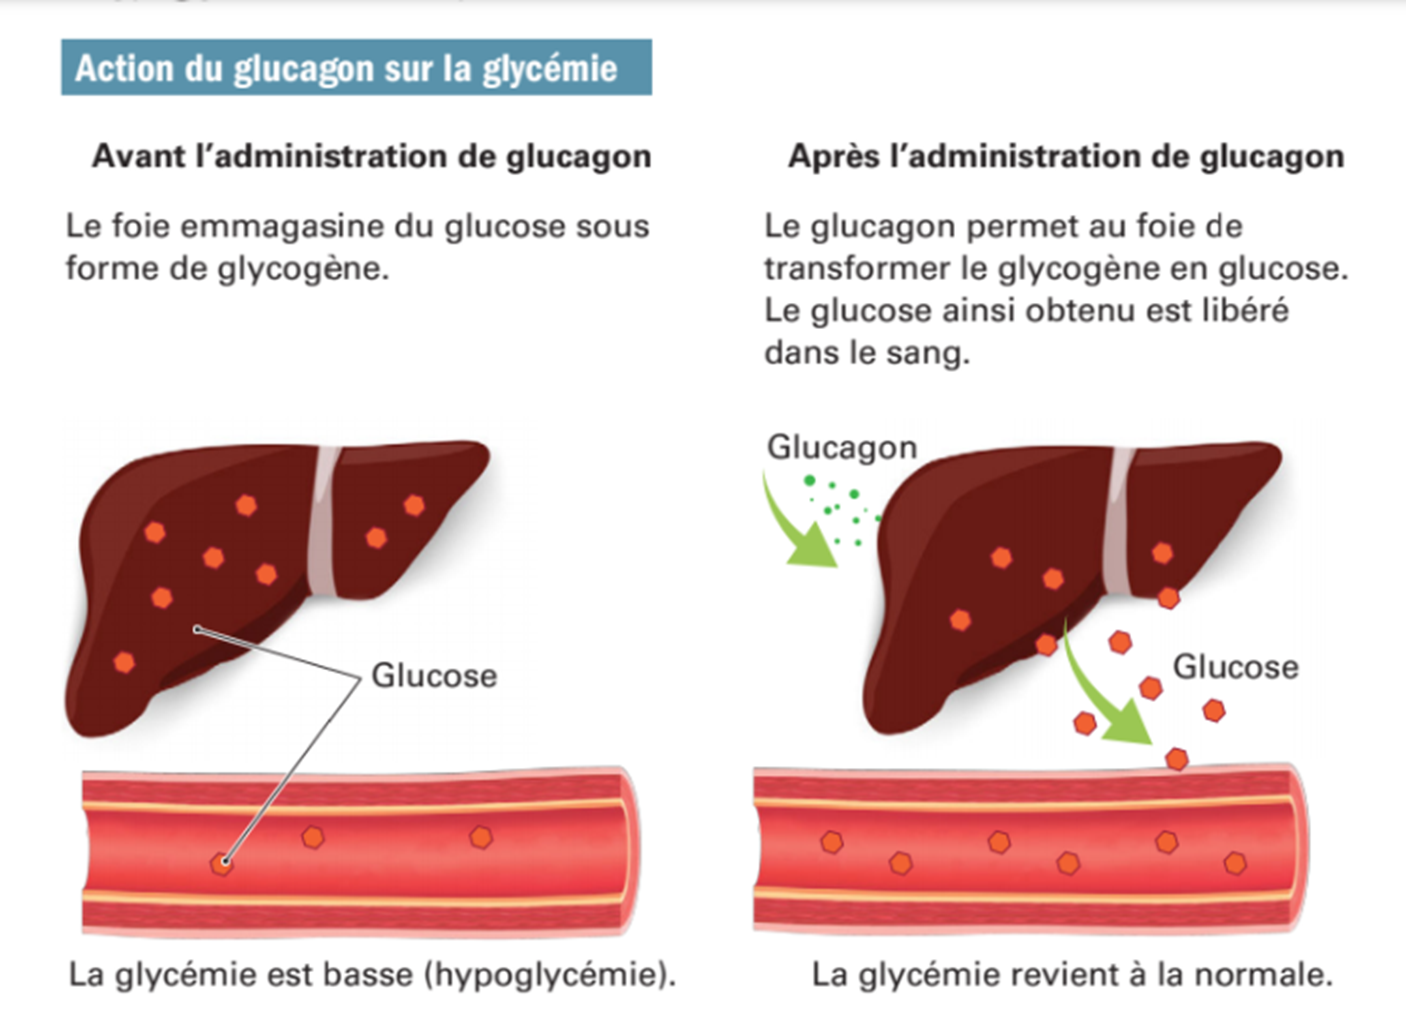 Action du glucagon sur la glycémie
Avant l'administration de glucagon
Le foie emmagasine du glucose sous
forme de glycogène.
Glucose
La glycémie est basse (hypoglycémie).
Après l'administration de glucagon
Le glucagon permet au foie de
transformer le glycogène en glucose.
Le glucose ainsi obtenu est libéré
dans le sang.
Glucagon
Glucose
La glycémie revient à la normale.